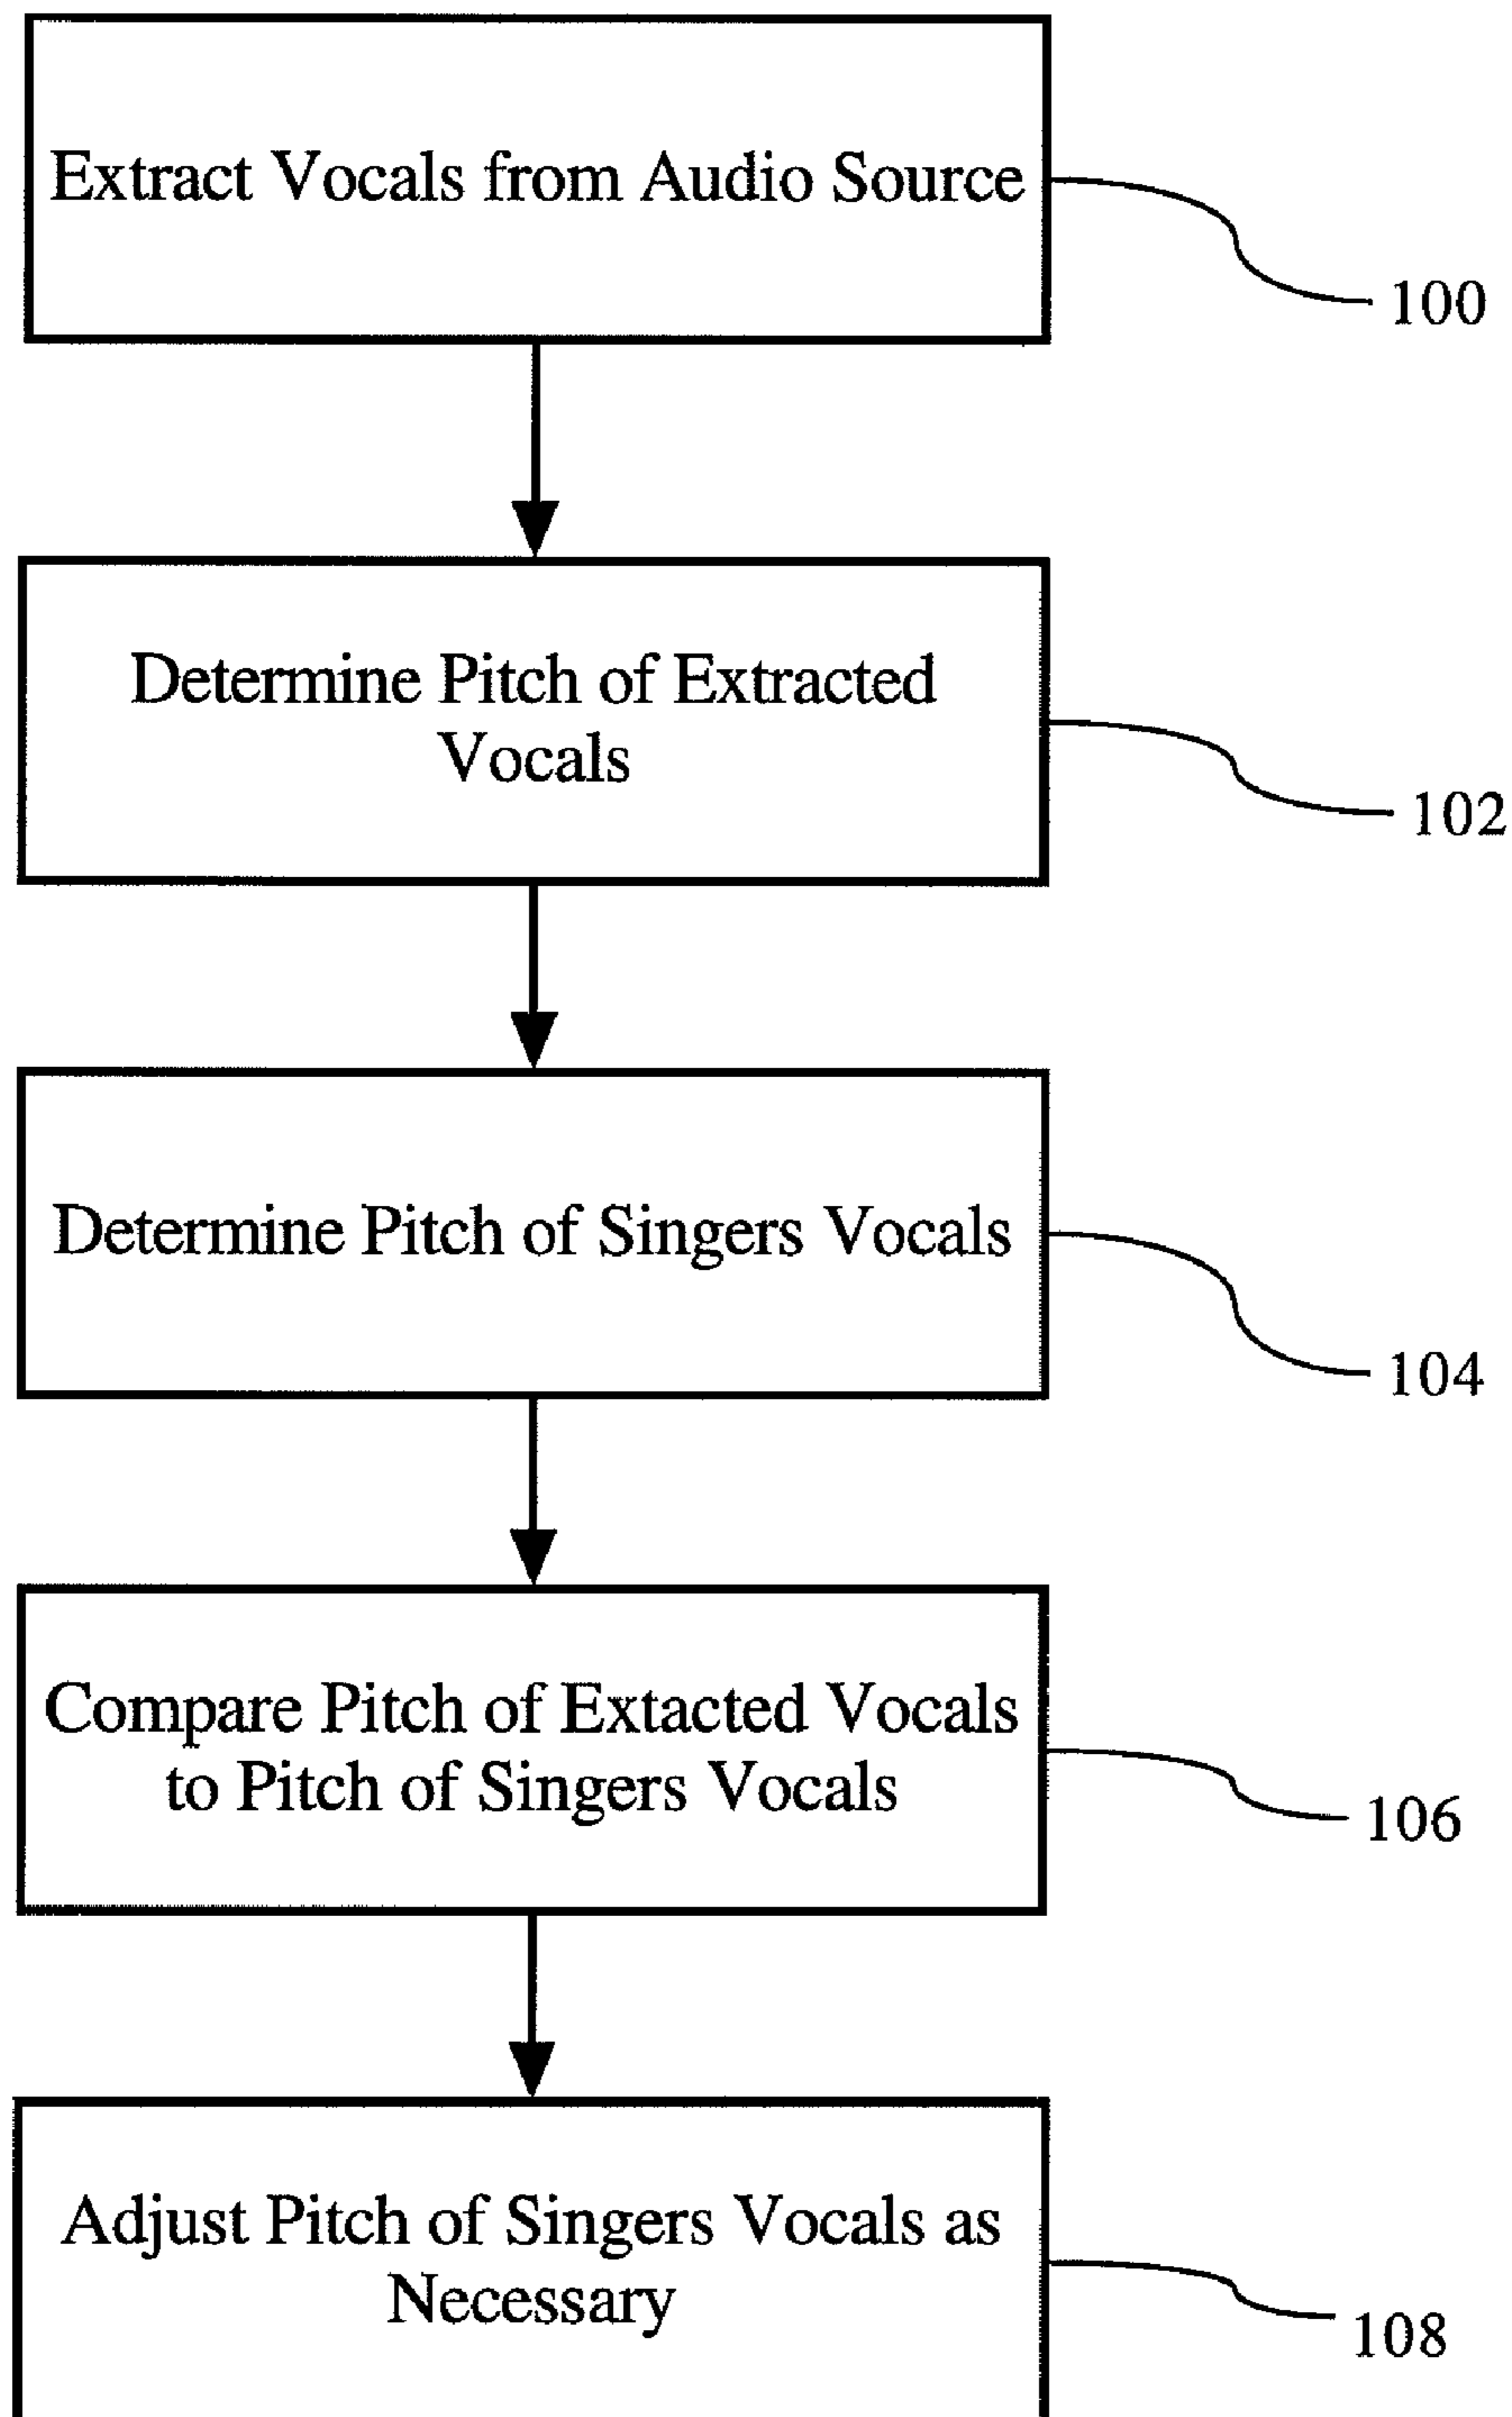 Extract Vocals from Audio Source
100
Determine Pitch of Extracted
Vocals
102
Determine Pitch of Singers Vocals
104
Compare Pitch of Extacted Vocals
to Pitch of Singers Vocals
106
Adjust Pitch of Singers Vocals as
Necessary
108